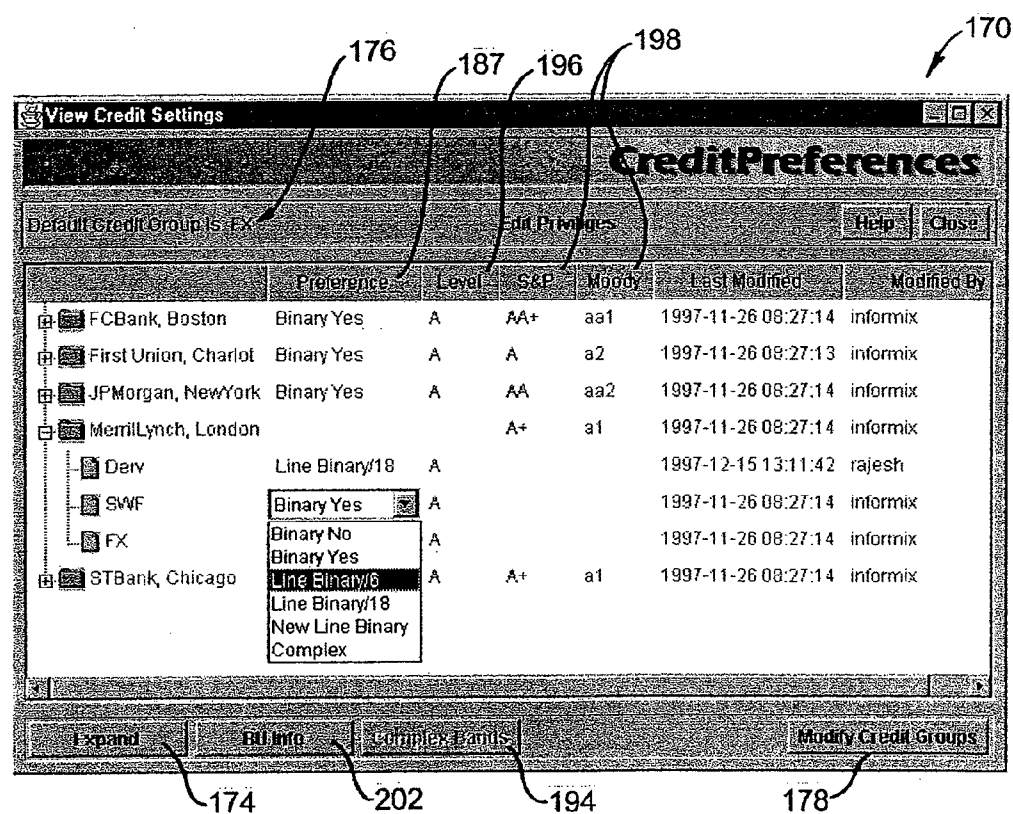 170
176
187
196
198
View Credit Settings
CreditPreferences
Default Credit Group is: FX
Edit Privileges
Help
Close
Preference Level S&P Moody Last Modified Modified By
FCBank, Boston Binary Yes A AA+ aa1 1997-11-26 08:27:14 informix
First Union, Charlot Binary Yes A A a2 1997-11-26 08:27:13 informix
JPMorgan, NewYork Binary Yes A AA aa2 1997-11-26 08:27:14 informix
MerrilLynch, London A+ a1 1997-11-26 08:27:14 informix
Derv Line Binary/18 A 1997-12-15 13:11:42 rajesh
SWF Binary Yes A 1997-11-26 08:27:14 informix
FX A 1997-11-26 08:27:14 informix
Binary No
Binary Yes
Line Binary/6
Line Binary/18
New Line Binary
Complex
STBank, Chicago A A+ a1 1997-11-26 08:27:14 informix
Expand
BU Info
Complex Bands
Modify Credit Groups
174
202
194
178